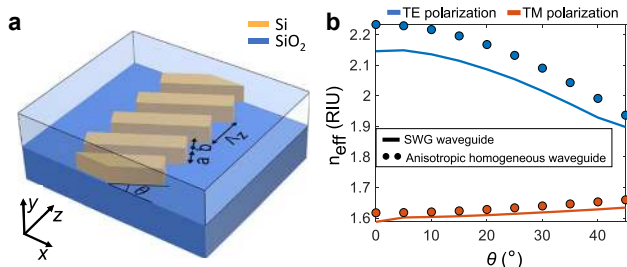 a
Si
SiO₂
Λz
b
a
θ
y
z
x
b
TE polarization
TM polarization
2.2
2.1
2
1.9
1.8
1.7
1.6
n_eff (RIU)
SWG waveguide
Anisotropic homogeneous waveguide
0 10 20 30 40
θ (°)